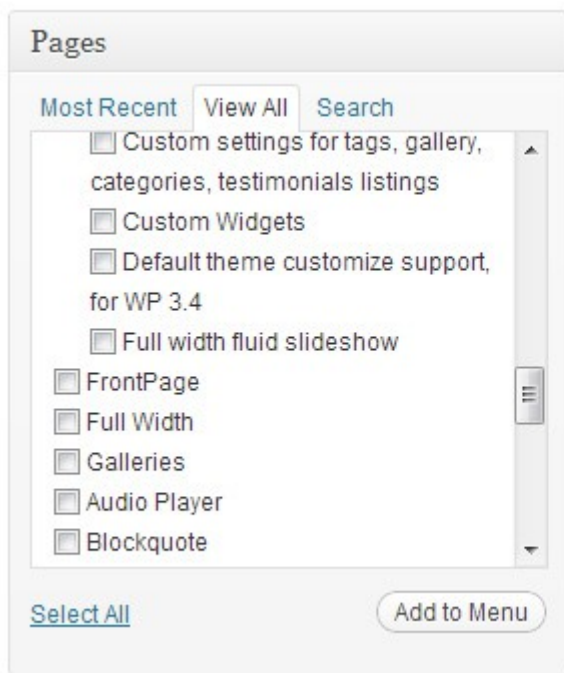 Pages
Most Recent View All Search
Custom settings for tags, gallery,
categories, testimonials listings
Custom Widgets
Default theme customize support,
for WP 3.4
Full width fluid slideshow
FrontPage
Full Width
Galleries
Audio Player
Blockquote
Select All Add to Menu